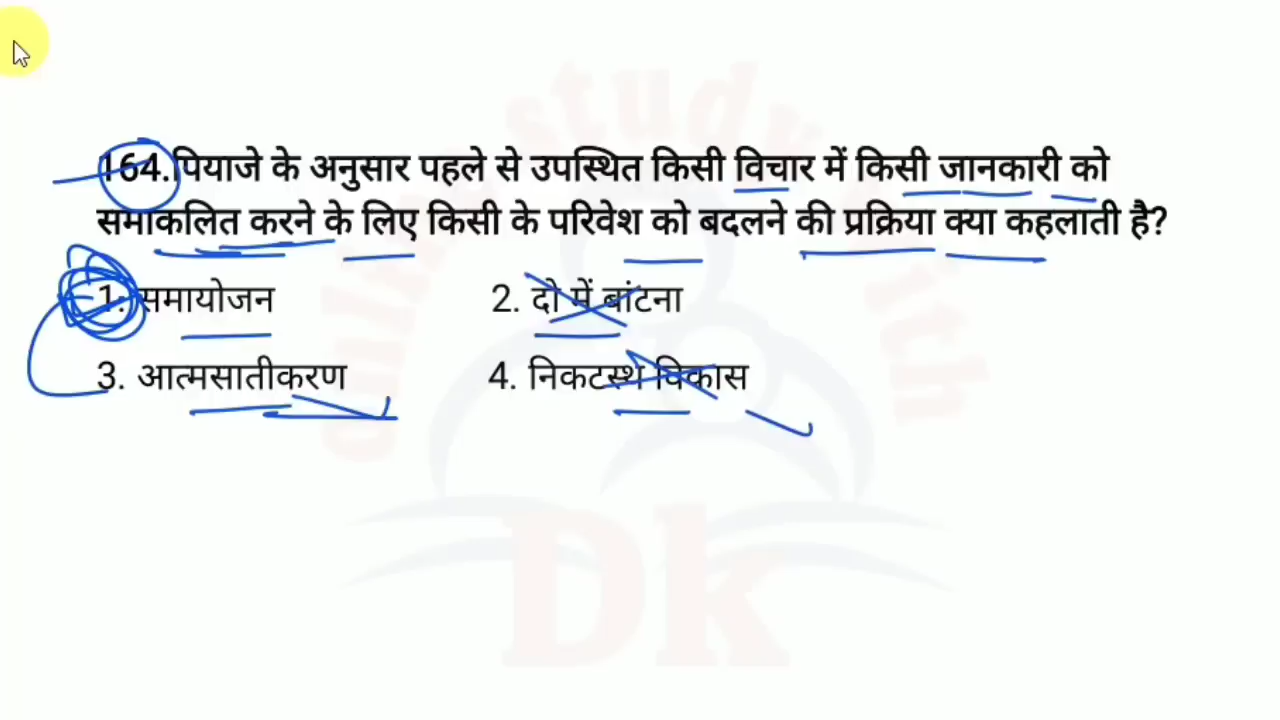 164.पियाजे के अनुसार पहले से उपस्थित किसी विचार में किसी जानकारी को
समाकलित करने के लिए किसी के परिवेश को बदलने की प्रक्रिया क्या कहलाती है?
1. समायोजन 2. दो में बांटना
3. आत्मसातीकरण 4. निकटस्थ विकास
Dk